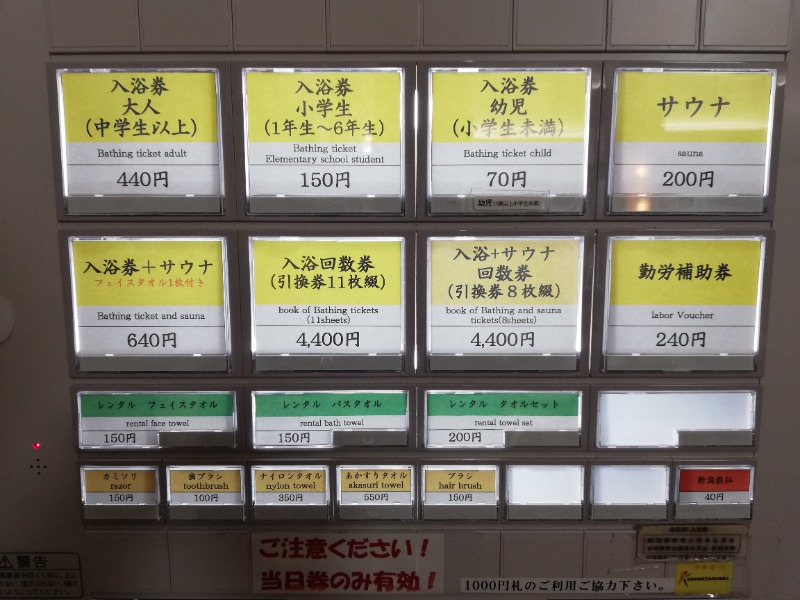 入浴券
大人
(中学生以上)
Bathing ticket adult
440円
入浴券
小学生
(1年生～6年生)
Bathing ticket
Elementary school student
150円
入浴券
幼児
(小学生未満)
Bathing ticket child
70円
幼児
サウナ
sauna
200円
入浴券＋サウナ
フェイスタオル1枚付き
Bathing ticket and sauna
640円
入浴回数券
(引換券11枚綴)
book of Bathing tickets
(11sheets)
4,400円
入浴+サウナ
回数券
(引換券８枚綴)
book of Bathing and sauna
tickets(8sheets)
4,400円
勤労補助券
labor Voucher
240円
レンタル フェイスタオル
rental face towel
150円
レンタル バスタオル
rental bath towel
150円
レンタル タオルセット
rental towel set
200円
カミソリ
razor
150円
歯ブラシ
toothbrush
100円
ナイロンタオル
nylon towel
350円
あかすりタオル
akasuri towel
550円
ブラシ
hair brush
150円
40円
ご注意ください！
当日券のみ有効！
1000円札のご利用ご協力下さい。
警告